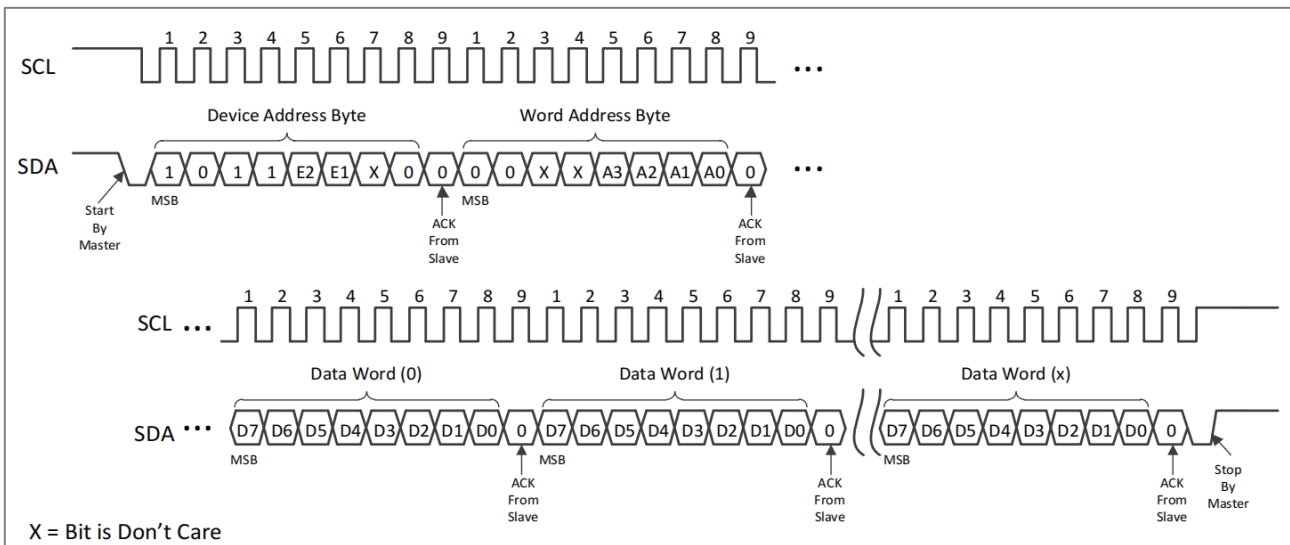 1 2 3 4 5 6 7 8 9 1 2 3 4 5 6 7 8 9
SCL ...
Device Address Byte Word Address Byte
SDA 1 0 1 1 E2 E1 X 0 0 0 0 X X A3 A2 A1 A0 0 ...
MSB MSB
Start
By
Master
ACK
From
Slave
ACK
From
Slave
1 2 3 4 5 6 7 8 9 1 2 3 4 5 6 7 8 9 1 2 3 4 5 6 7 8 9
SCL ...
Data Word (0) Data Word (1) Data Word (x)
SDA ... D7 D6 D5 D4 D3 D2 D1 D0 0 D7 D6 D5 D4 D3 D2 D1 D0 0 D7 D6 D5 D4 D3 D2 D1 D0 0
MSB MSB MSB
ACK
From
Slave
ACK
From
Slave
ACK
From
Slave
Stop
By
Master
X = Bit is Don’t Care